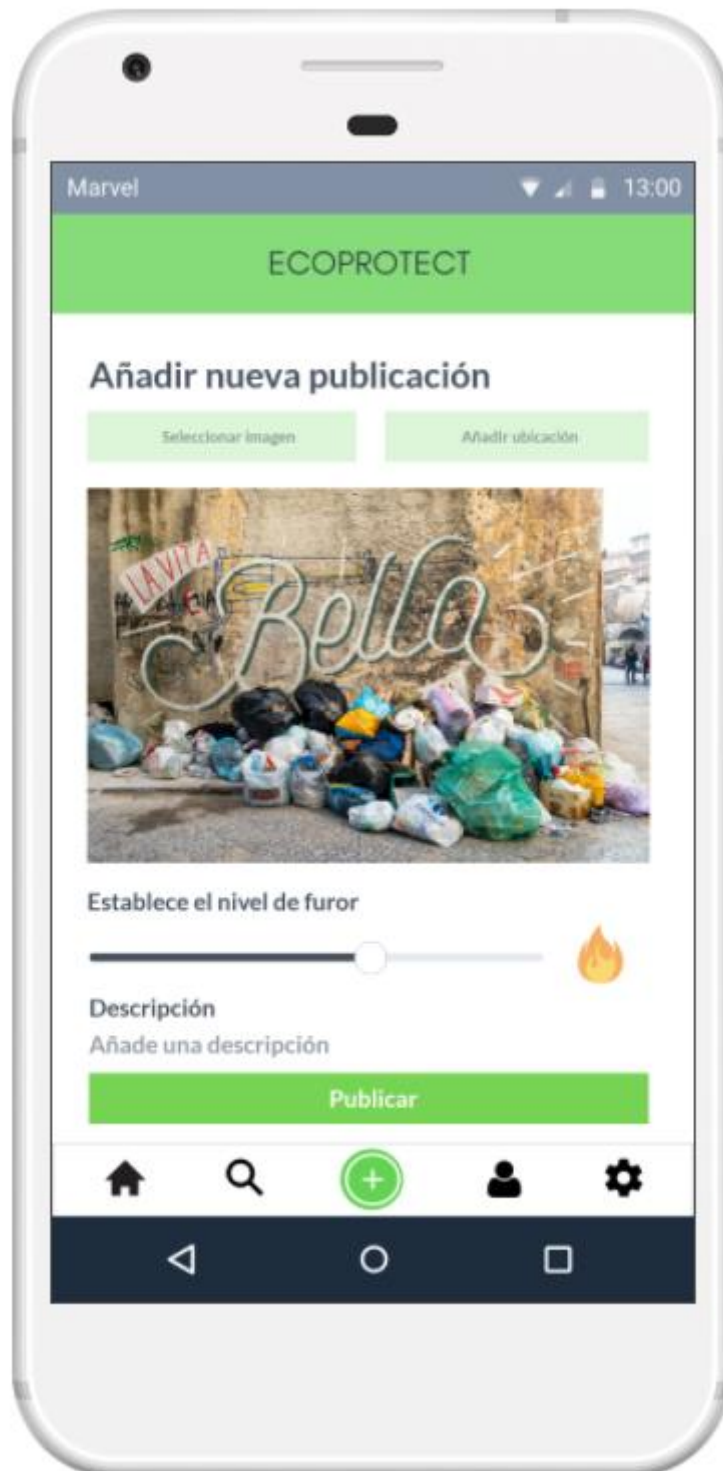 Marvel 13:00
ECOPROTECT
Añadir nueva publicación
Seleccionar imagen Añadir ubicación
LA VITA
Bella
Establece el nivel de furor
Descripción
Añade una descripción
Publicar